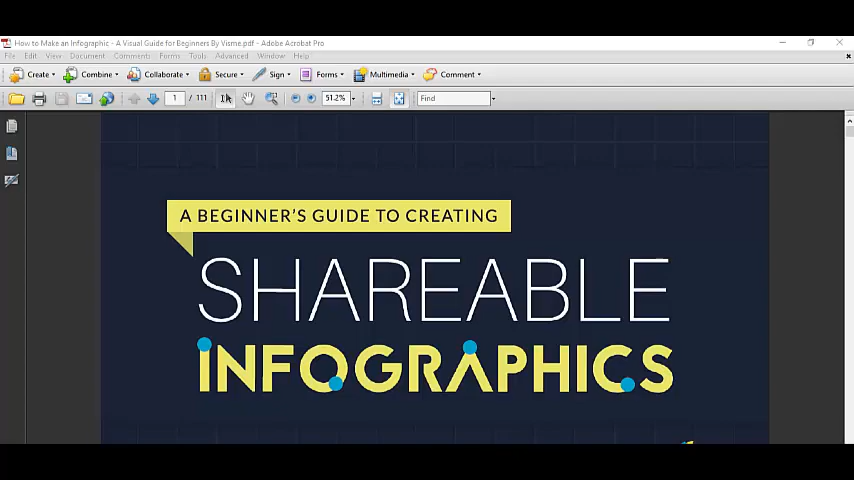 How to Make an Infographic - A Visual Guide for Beginners By Visme.pdf - Adobe Acrobat Pro
File Edit View Document Comments Forms Tools Advanced Window Help
Create Combine Collaborate Secure Sign Forms Multimedia Comment
1 / 111 51.2% Find
A BEGINNER'S GUIDE TO CREATING
SHAREABLE
INFOGRAPHICS